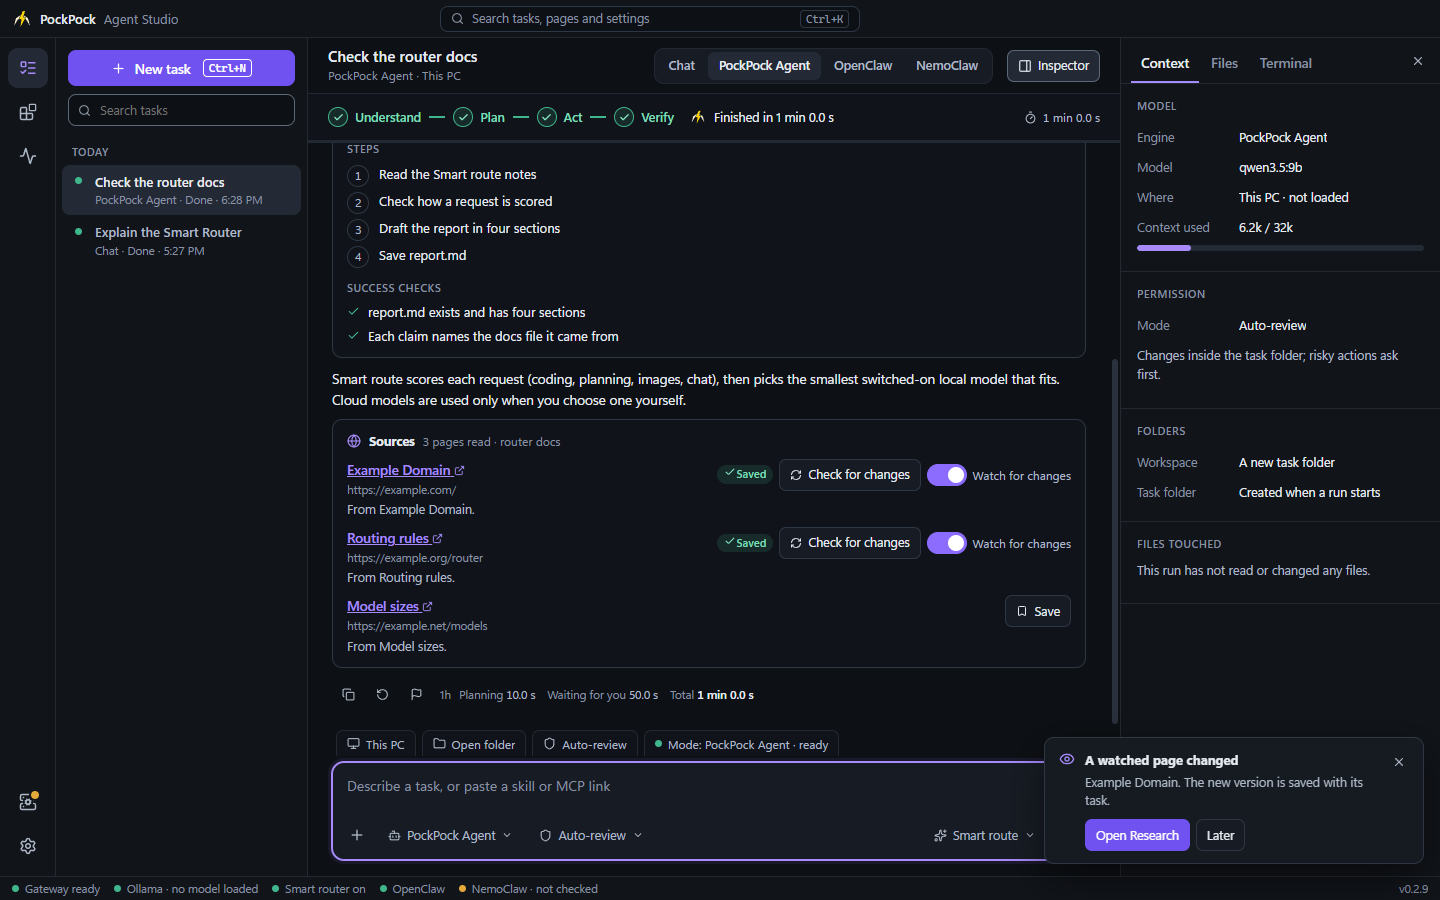 PockPock Agent Studio
Search tasks, pages and settings Ctrl+K
New task Ctrl+N
Search tasks
TODAY
Check the router docs
PockPock Agent · Done · 6:28 PM
Explain the Smart Router
Chat · Done · 5:27 PM
Check the router docs
PockPock Agent · This PC
Chat PockPock Agent OpenClaw NemoClaw
Inspector
Understand Plan Act Verify Finished in 1 min 0.0 s
1 min 0.0 s
STEPS
1 Read the Smart route notes
2 Check how a request is scored
3 Draft the report in four sections
4 Save report.md
SUCCESS CHECKS
report.md exists and has four sections
Each claim names the docs file it came from
Smart route scores each request (coding, planning, images, chat), then picks the smallest switched-on local model that fits.
Cloud models are used only when you choose one yourself.
Sources 3 pages read · router docs
Example Domain
https://example.com/
From Example Domain.
Saved Check for changes Watch for changes
Routing rules
https://example.org/router
From Routing rules.
Saved Check for changes Watch for changes
Model sizes
https://example.net/models
From Model sizes.
Save
1h Planning 10.0 s Waiting for you 50.0 s Total 1 min 0.0 s
This PC Open folder Auto-review Mode: PockPock Agent · ready
Describe a task, or paste a skill or MCP link
PockPock Agent Auto-review Smart route
Context Files Terminal
MODEL
Engine PockPock Agent
Model qwen3.5:9b
Where This PC · not loaded
Context used 6.2k / 32k
PERMISSION
Mode Auto-review
Changes inside the task folder; risky actions ask
first.
FOLDERS
Workspace A new task folder
Task folder Created when a run starts
FILES TOUCHED
This run has not read or changed any files.
A watched page changed
Example Domain. The new version is saved with its
task.
Open Research Later
Gateway ready Ollama · no model loaded Smart router on OpenClaw NemoClaw · not checked
v0.2.9